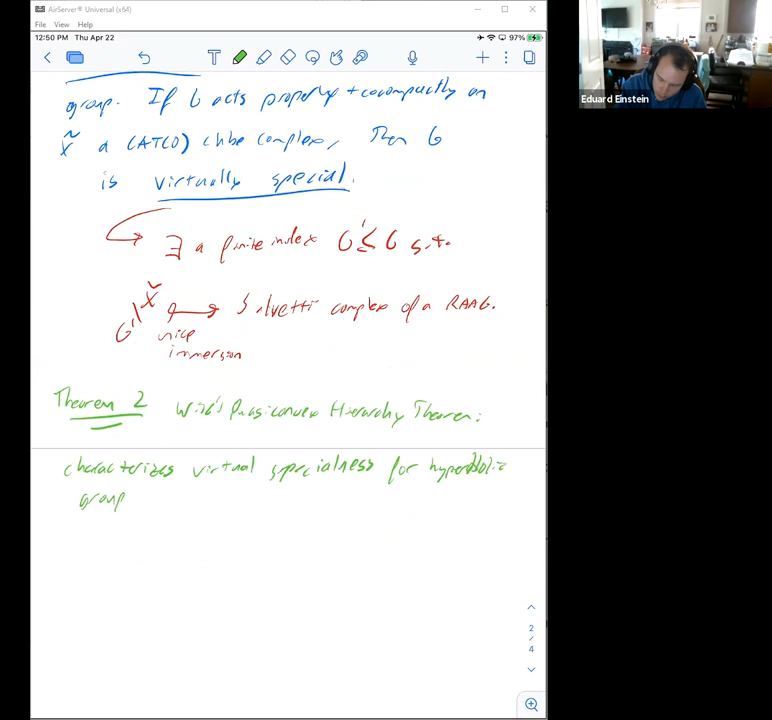 AirServer® Universal (x64)
File Edit View Help
12:50 PM Thu Apr 22
97%
T
group. If G acts properly + cocompactly on
X̃ a CAT(0) cube complex, Then G
is virtually special.
∃ a finite index G' ≤ G s.t.
G'\X̃ ↪ Salvetti complex of a RAAG.
nice
immersion
Theorem 2 Wise's Quasiconvex Hierarchy Theorem:
characterizes virtual specialness for hyperbolic
group
2
/
4
Eduard Einstein